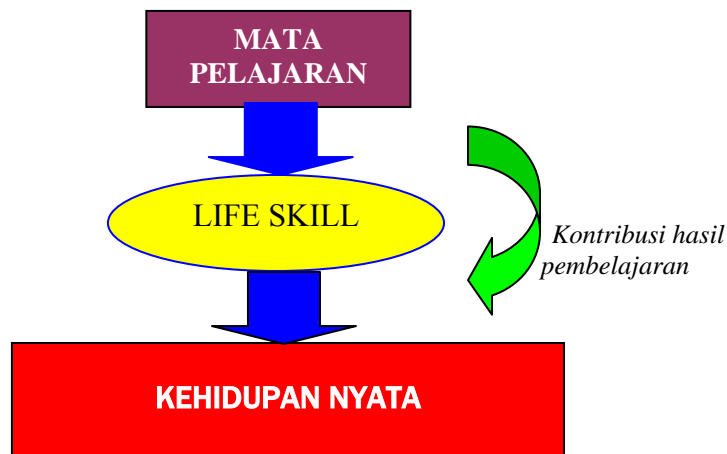 MATA
PELAJARAN
LIFE SKILL
Kontribusi hasil
pembelajaran
KEHIDUPAN NYATA